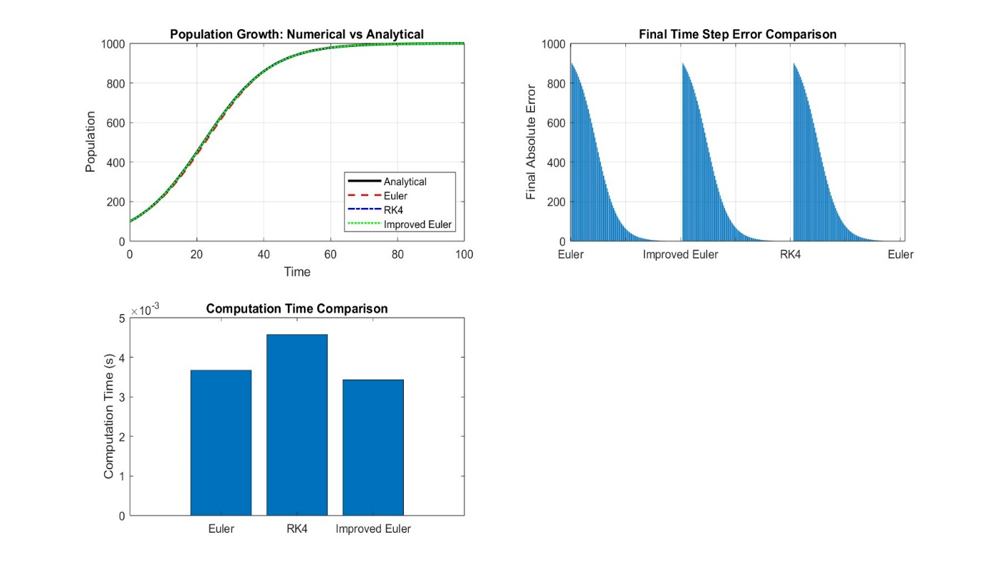 Population Growth: Numerical vs Analytical
1000
800
600
400
200
0
Population
0 20 40 60 80 100
Time
Analytical
Euler
RK4
Improved Euler
Final Time Step Error Comparison
1000
800
600
400
200
0
Final Absolute Error
Euler Improved Euler RK4 Euler
Computation Time Comparison
×10⁻³
5
4
3
2
1
0
Computation Time (s)
Euler RK4 Improved Euler